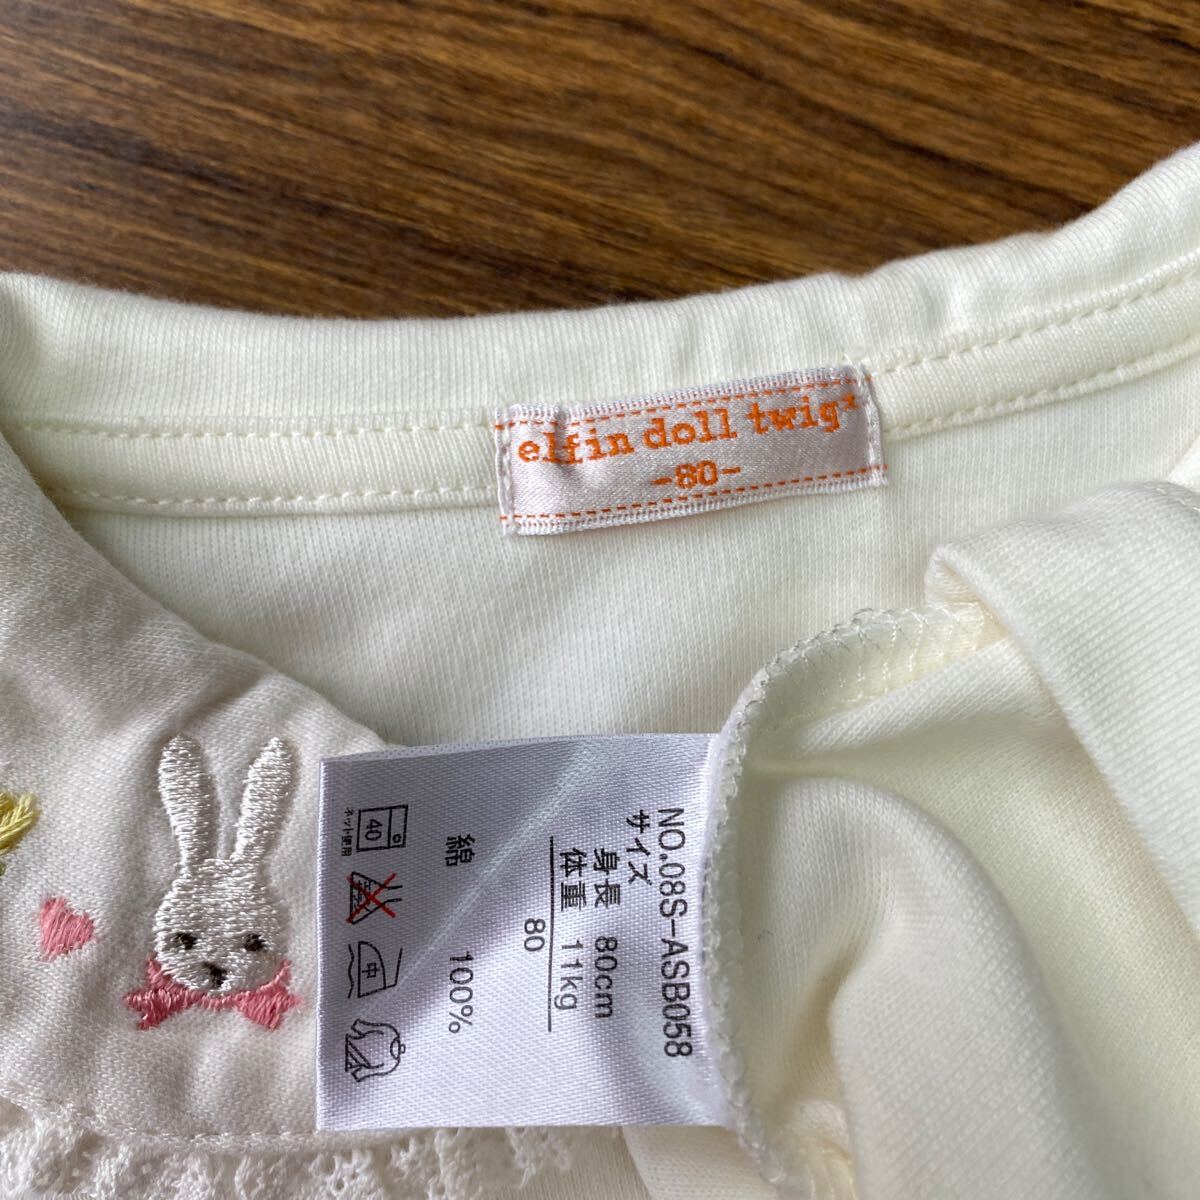 elfin doll twigx
-80-
NO.08S-ASB058
サイズ
身長 80cm
体重 11kg
80
綿 100%
40
ネット使用
中